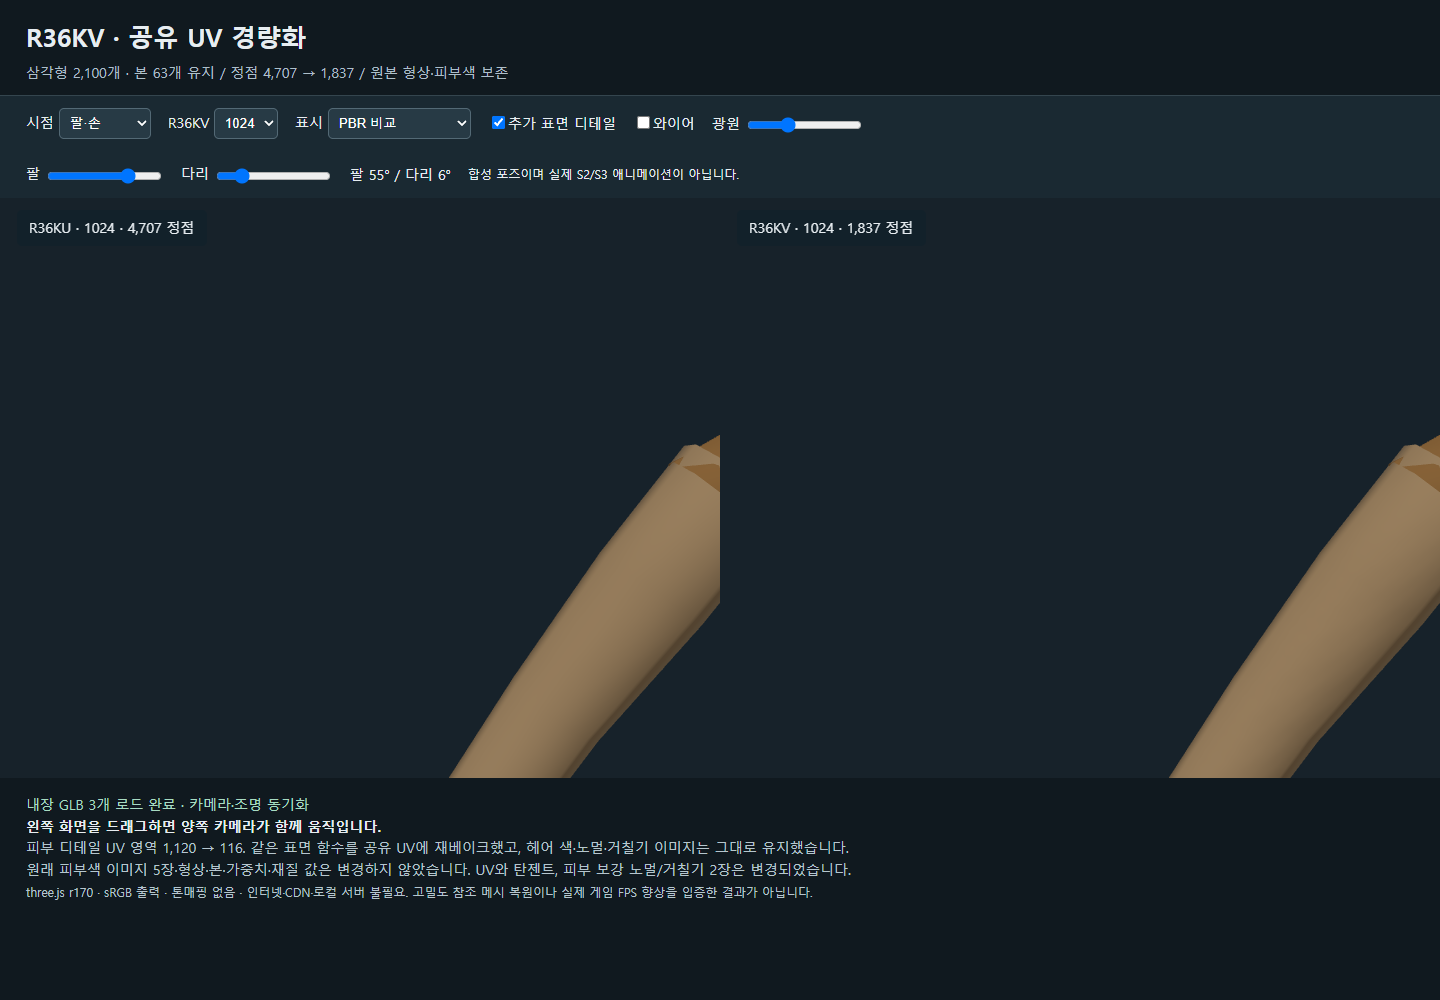 R36KV · 공유 UV 경량화
삼각형 2,100개 · 본 63개 유지 / 정점 4,707 → 1,837 / 원본 형상·피부색 보존
시점 팔·손 R36KV 1024 표시 PBR 비교 추가 표면 디테일 와이어 광원
팔 다리 팔 55° / 다리 6° 합성 포즈이며 실제 S2/S3 애니메이션이 아닙니다.
R36KU · 1024 · 4,707 정점
R36KV · 1024 · 1,837 정점
내장 GLB 3개 로드 완료 · 카메라·조명 동기화
왼쪽 화면을 드래그하면 양쪽 카메라가 함께 움직입니다.
피부 디테일 UV 영역 1,120 → 116. 같은 표면 함수를 공유 UV에 재베이크했고, 헤어 색·노멀·거칠기 이미지는 그대로 유지했습니다.
원래 피부색 이미지 5장·형상·본·가중치·재질 값은 변경하지 않았습니다. UV와 탄젠트, 피부 보강 노멀/거칠기 2장은 변경되었습니다.
three.js r170 · sRGB 출력 · 톤매핑 없음 · 인터넷·CDN·로컬 서버 불필요. 고밀도 참조 메시 복원이나 실제 게임 FPS 향상을 입증한 결과가 아닙니다.